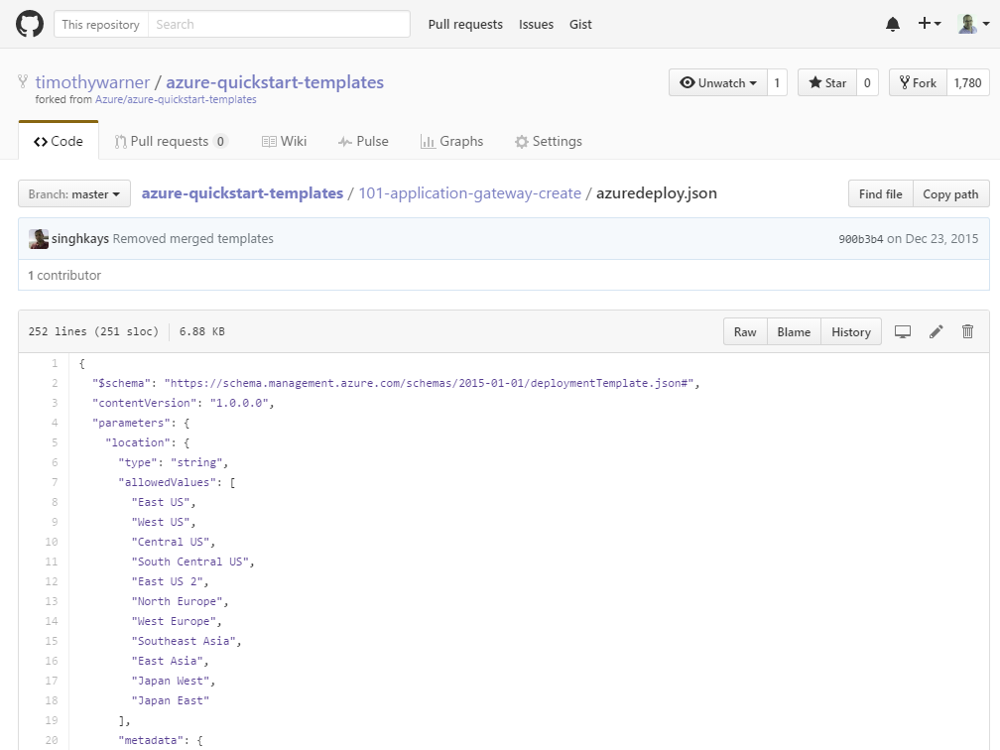 This repository Search Pull requests Issues Gist
timothywarner / azure-quickstart-templates Unwatch 1 Star 0 Fork 1,780
forked from Azure/azure-quickstart-templates
Code Pull requests 0 Wiki Pulse Graphs Settings
Branch: master azure-quickstart-templates / 101-application-gateway-create / azuredeploy.json Find file Copy path
singhkays Removed merged templates 900b3b4 on Dec 23, 2015
1 contributor
252 lines (251 sloc) 6.88 KB Raw Blame History
1 {
2 "$schema": "https://schema.management.azure.com/schemas/2015-01-01/deploymentTemplate.json#",
3 "contentVersion": "1.0.0.0",
4 "parameters": {
5 "location": {
6 "type": "string",
7 "allowedValues": [
8 "East US",
9 "West US",
10 "Central US",
11 "South Central US",
12 "East US 2",
13 "North Europe",
14 "West Europe",
15 "Southeast Asia",
16 "East Asia",
17 "Japan West",
18 "Japan East"
19 ],
20 "metadata": {